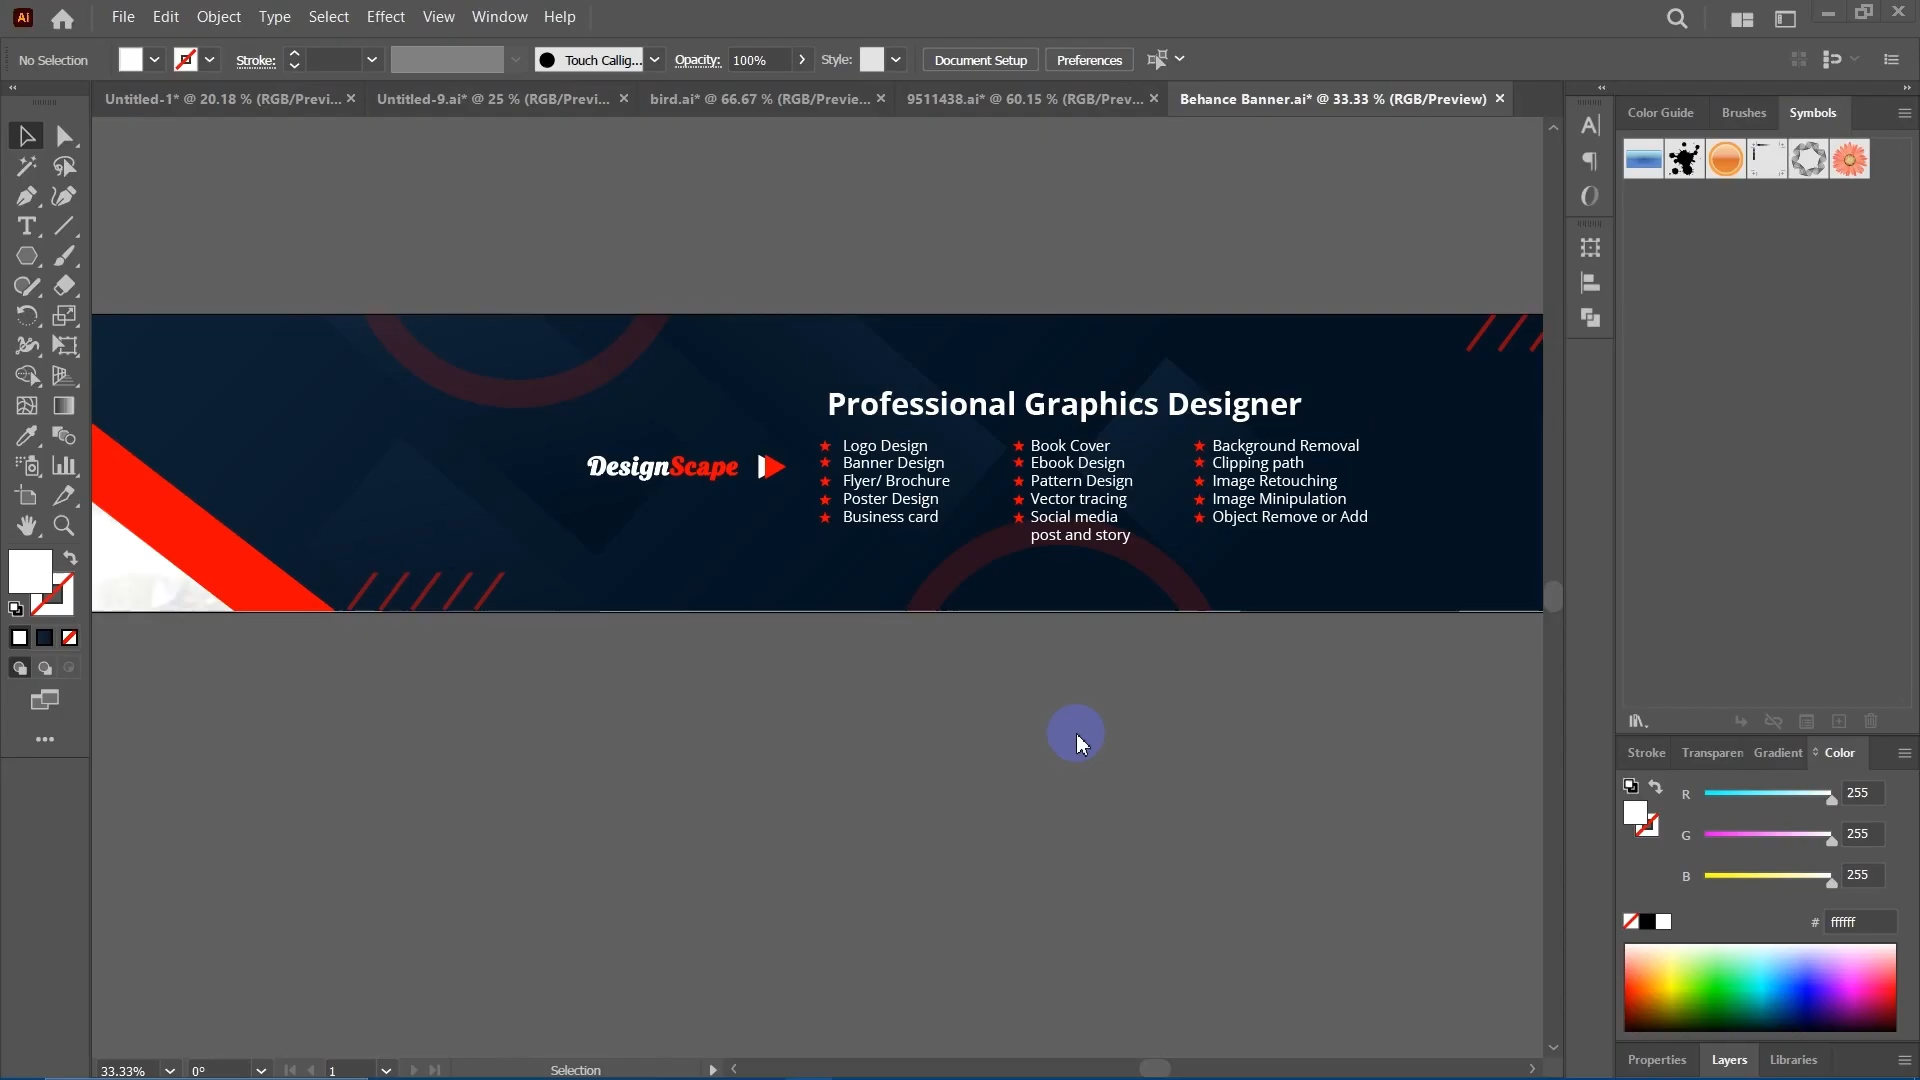 Ai
File Edit Object Type Select Effect View Window Help
No Selection Stroke: Touch Callig... Opacity: 100% Style: Document Setup Preferences
Untitled-1* @ 20.18 % (RGB/Previ... Untitled-9.ai* @ 25 % (RGB/Previ... bird.ai* @ 66.67 % (RGB/Previe... 9511438.ai* @ 60.15 % (RGB/Prev... Behance Banner.ai* @ 33.33 % (RGB/Preview)
Color Guide Brushes Symbols
Professional Graphics Designer
DesignScape
Logo Design
Banner Design
Flyer/ Brochure
Poster Design
Business card
Book Cover
Ebook Design
Pattern Design
Vector tracing
Social media
post and story
Background Removal
Clipping path
Image Retouching
Image Minipulation
Object Remove or Add
Stroke Transparen Gradient Color
R 255
G 255
B 255
# ffffff
Properties Layers Libraries
33.33% 0° 1 Selection